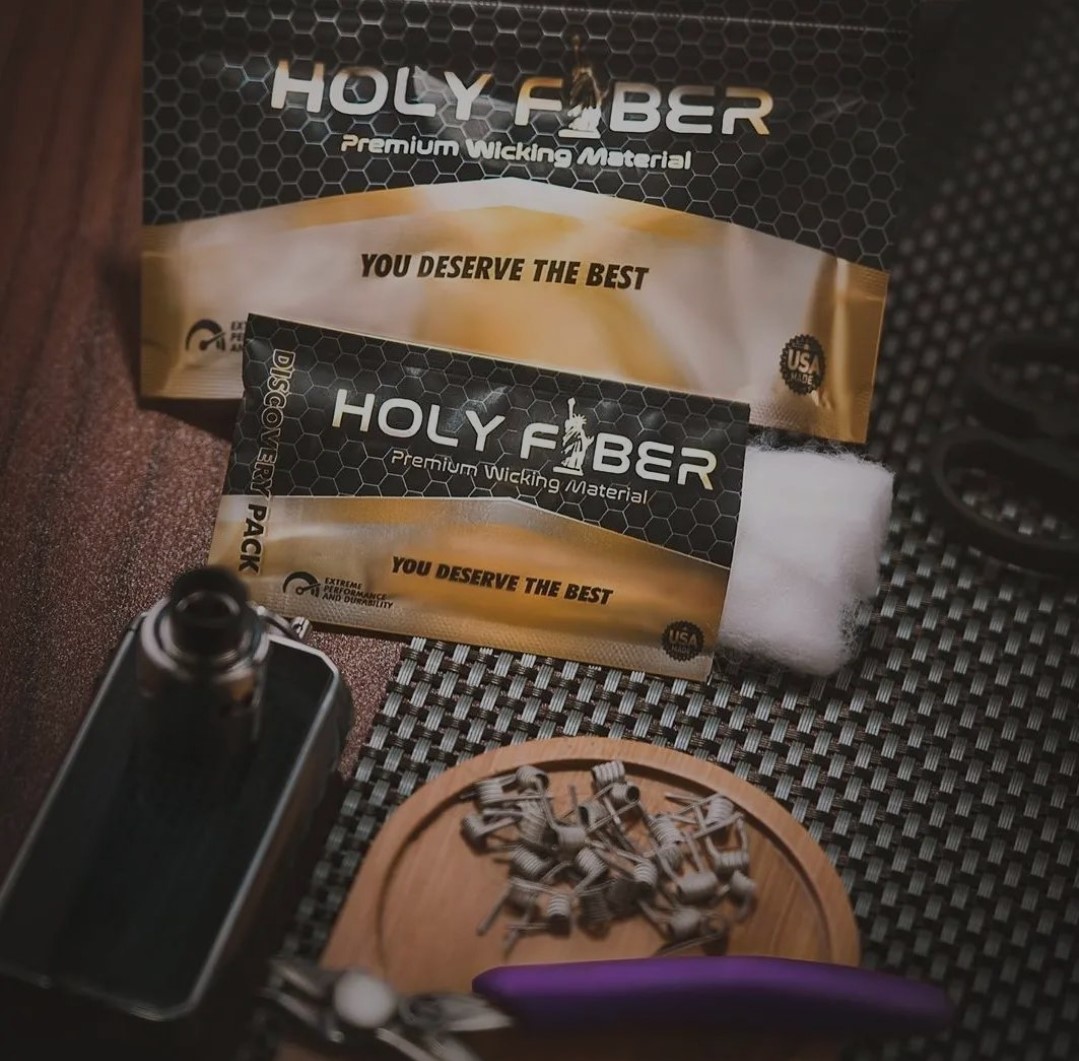 HOLY FIBER
Premium Wicking Material
YOU DESERVE THE BEST
USA
MADE
DISCOVERY PACK
HOLY FIBER
Premium Wicking Material
YOU DESERVE THE BEST
EXTREME
PERFORMANCE
AND DURABILITY
USA
MADE